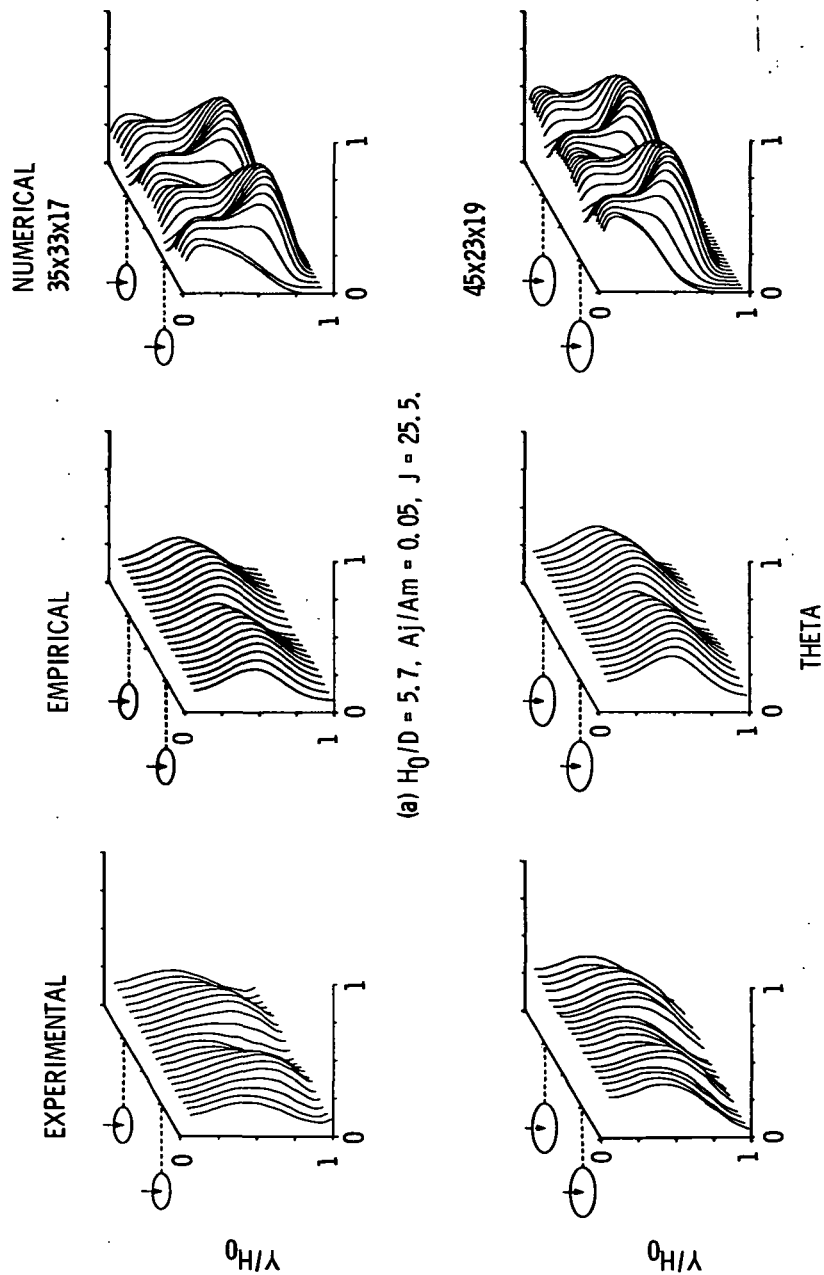 EXPERIMENTAL
EMPIRICAL
NUMERICAL
35x33x17
Y/H0
0
1
0
1
0
1
0
1
0
1
0
1
(a) H0/D = 5.7, Aj/Am = 0.05, J = 25.5.
45x23x19
Y/H0
0
1
0
1
0
1
0
1
0
1
0
1
THETA